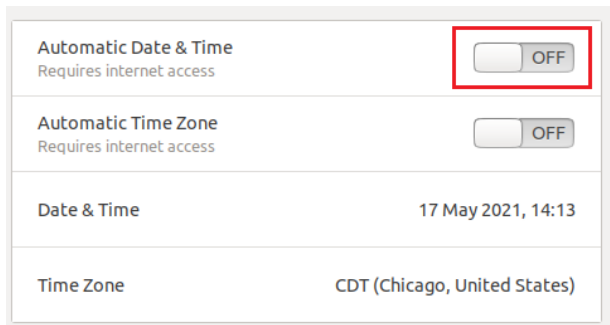 Automatic Date & Time
Requires internet access
OFF
Automatic Time Zone
Requires internet access
OFF
Date & Time
17 May 2021, 14:13
Time Zone
CDT (Chicago, United States)